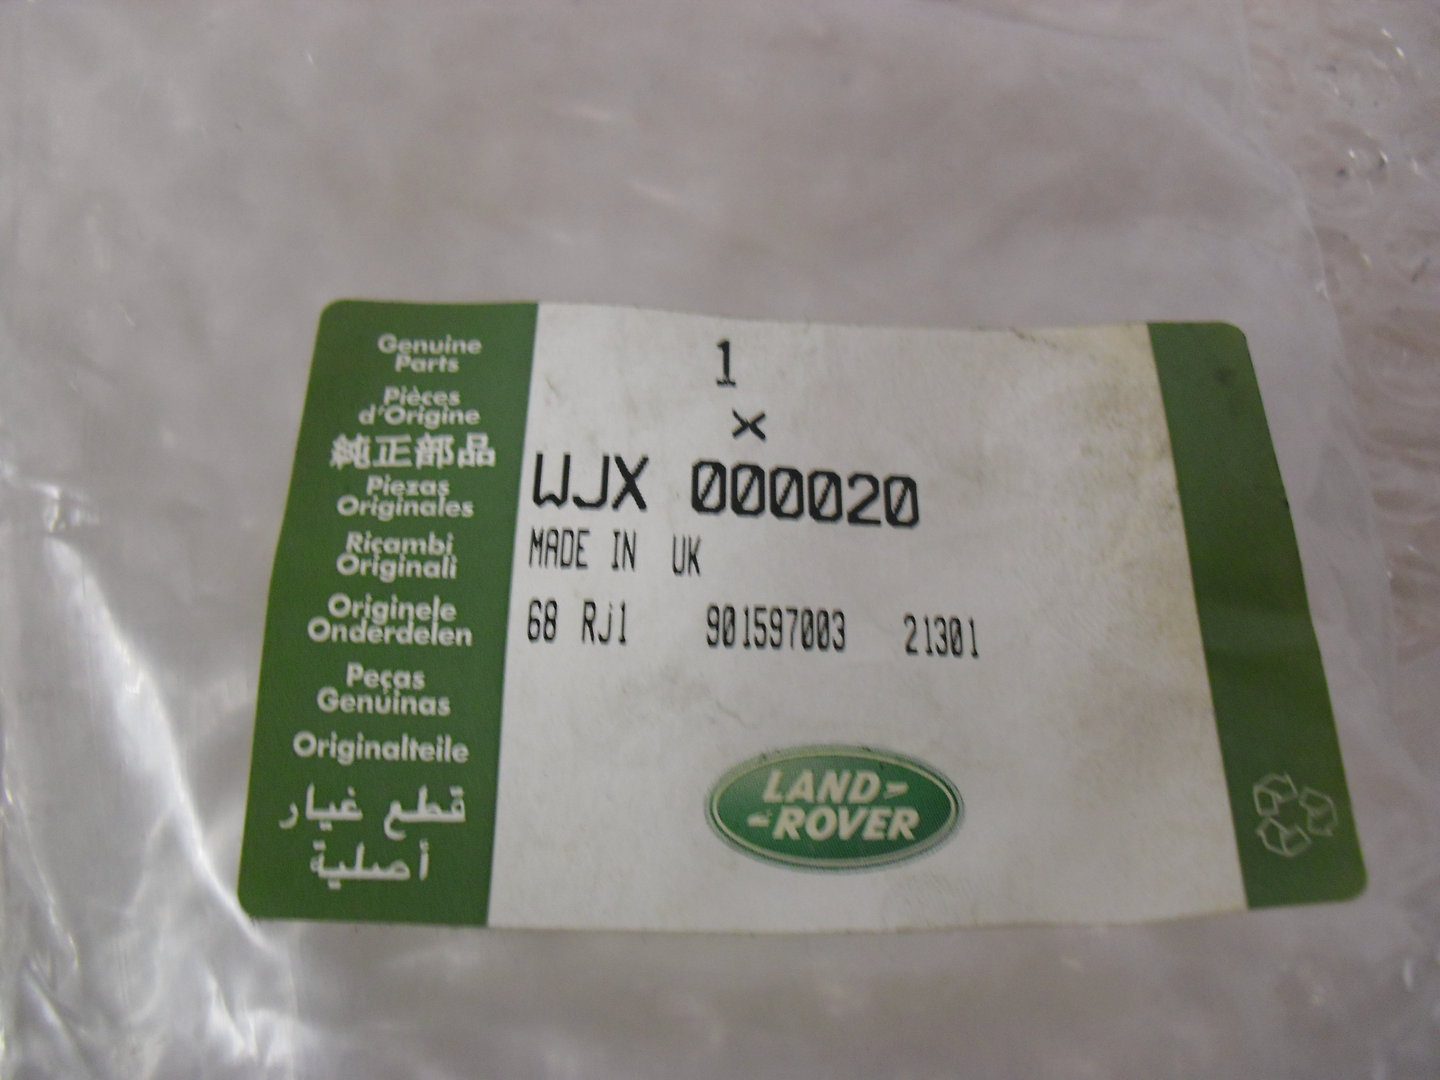 Genuine
Parts
Pièces
d'Origine
純正部品
Piezas
Originales
Ricambi
Originali
Originele
Onderdelen
Peças
Genuinas
Originalteile
قطع غيار
أصلية
1
x
WJX 000020
MADE IN UK
68 RJ1 901597003 21301
LAND-
ROVER